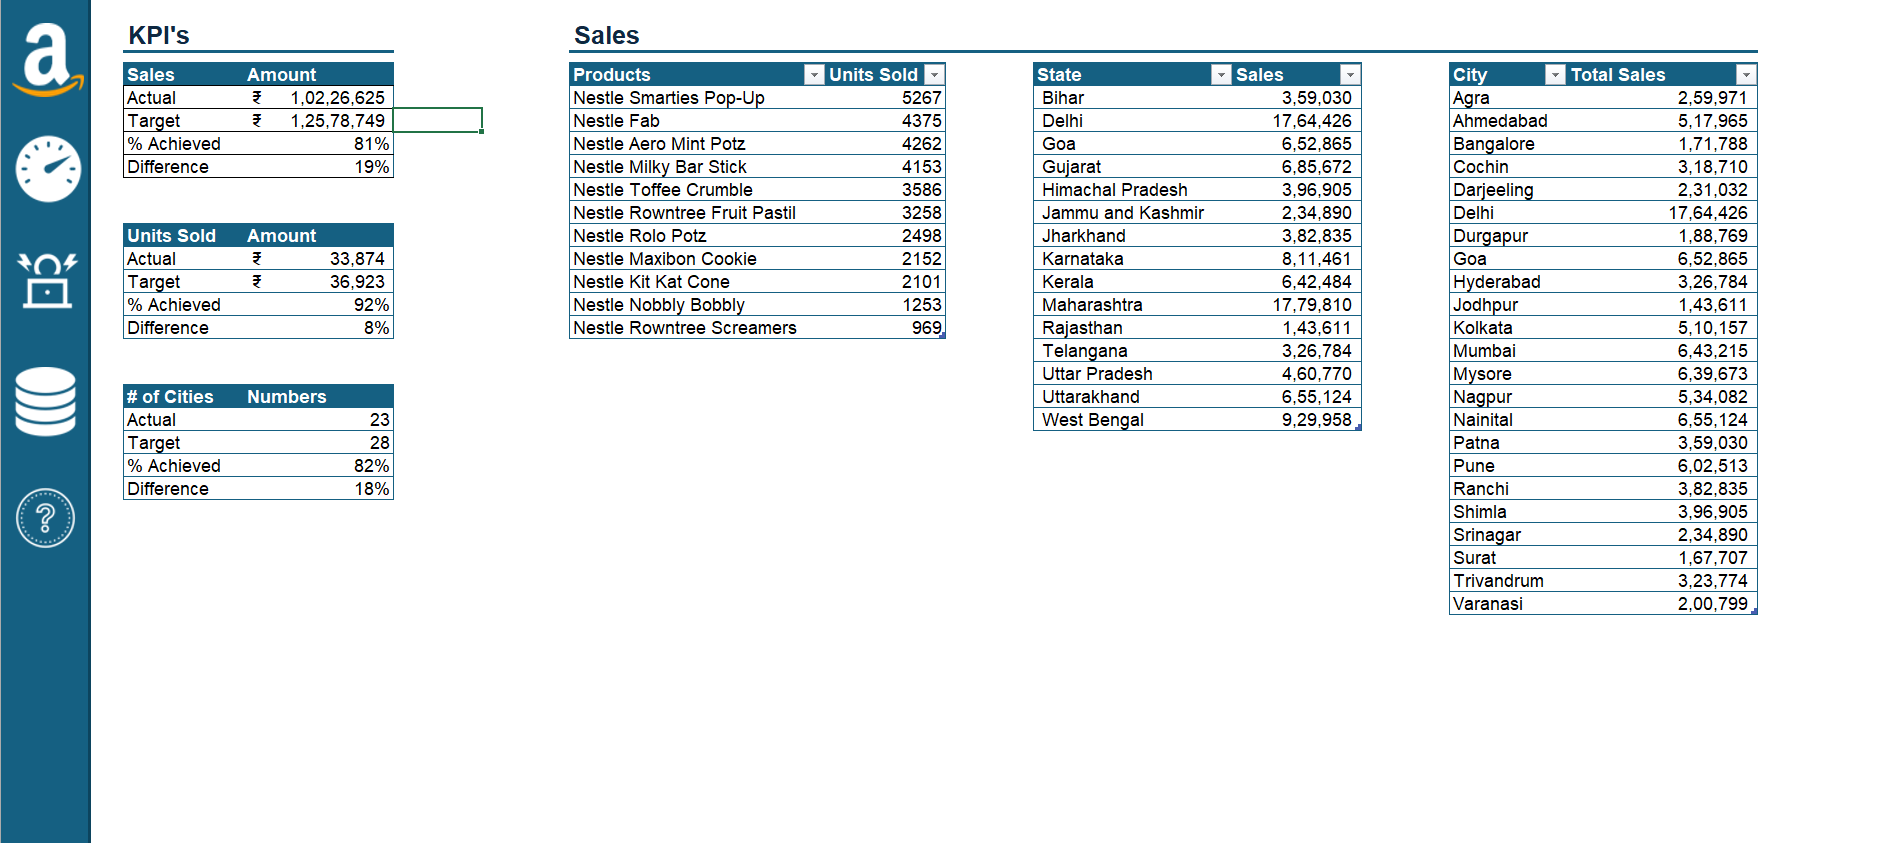 a
KPI's
Sales Amount
Actual ₹ 1,02,26,625
Target ₹ 1,25,78,749
% Achieved 81%
Difference 19%
Units Sold Amount
Actual ₹ 33,874
Target ₹ 36,923
% Achieved 92%
Difference 8%
# of Cities Numbers
Actual 23
Target 28
% Achieved 82%
Difference 18%
?
Sales
Products Units Sold
Nestle Smarties Pop-Up 5267
Nestle Fab 4375
Nestle Aero Mint Potz 4262
Nestle Milky Bar Stick 4153
Nestle Toffee Crumble 3586
Nestle Rowntree Fruit Pastil 3258
Nestle Rolo Potz 2498
Nestle Maxibon Cookie 2152
Nestle Kit Kat Cone 2101
Nestle Nobbly Bobbly 1253
Nestle Rowntree Screamers 969
State Sales
Bihar 3,59,030
Delhi 17,64,426
Goa 6,52,865
Gujarat 6,85,672
Himachal Pradesh 3,96,905
Jammu and Kashmir 2,34,890
Jharkhand 3,82,835
Karnataka 8,11,461
Kerala 6,42,484
Maharashtra 17,79,810
Rajasthan 1,43,611
Telangana 3,26,784
Uttar Pradesh 4,60,770
Uttarakhand 6,55,124
West Bengal 9,29,958
City Total Sales
Agra 2,59,971
Ahmedabad 5,17,965
Bangalore 1,71,788
Cochin 3,18,710
Darjeeling 2,31,032
Delhi 17,64,426
Durgapur 1,88,769
Goa 6,52,865
Hyderabad 3,26,784
Jodhpur 1,43,611
Kolkata 5,10,157
Mumbai 6,43,215
Mysore 6,39,673
Nagpur 5,34,082
Nainital 6,55,124
Patna 3,59,030
Pune 6,02,513
Ranchi 3,82,835
Shimla 3,96,905
Srinagar 2,34,890
Surat 1,67,707
Trivandrum 3,23,774
Varanasi 2,00,799